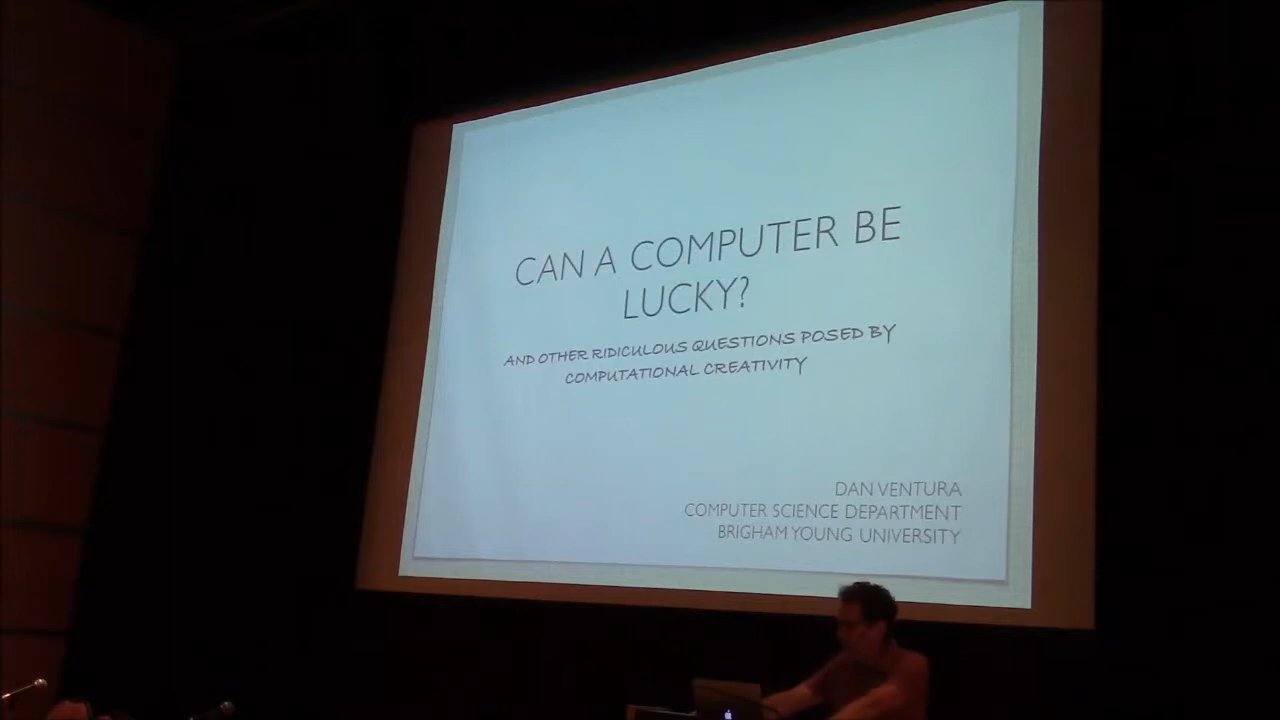 CAN A COMPUTER BE
LUCKY?
AND OTHER RIDICULOUS QUESTIONS POSED BY
COMPUTATIONAL CREATIVITY
DAN VENTURA
COMPUTER SCIENCE DEPARTMENT
BRIGHAM YOUNG UNIVERSITY